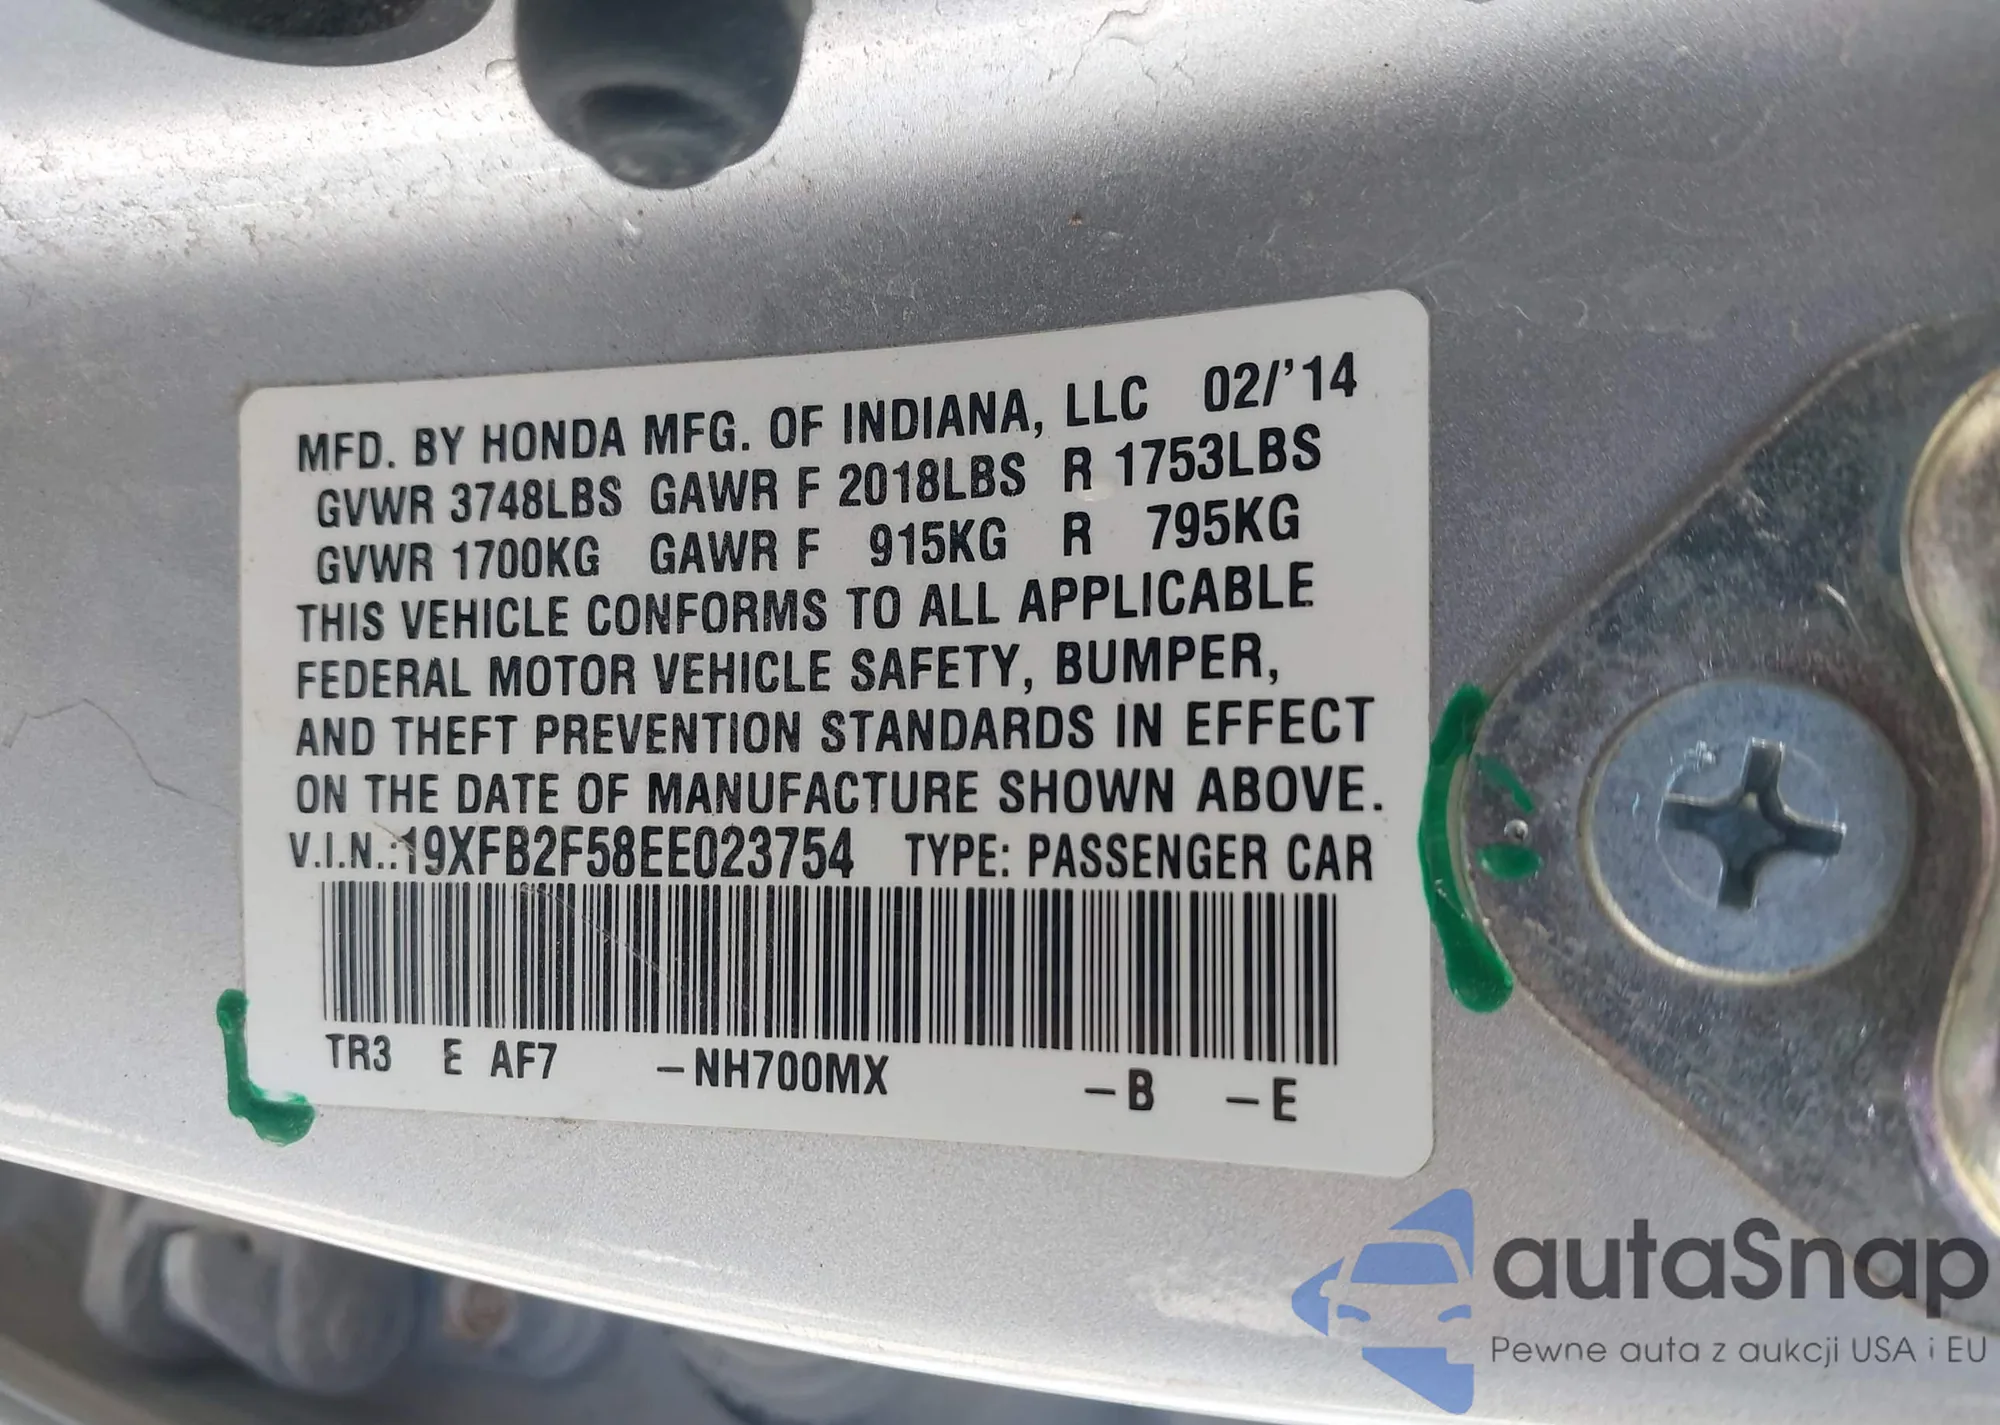 MFD. BY HONDA MFG. OF INDIANA, LLC 02/'14
GVWR 3748LBS GAWR F 2018LBS R 1753LBS
GVWR 1700KG GAWR F 915KG R 795KG
THIS VEHICLE CONFORMS TO ALL APPLICABLE
FEDERAL MOTOR VEHICLE SAFETY, BUMPER,
AND THEFT PREVENTION STANDARDS IN EFFECT
ON THE DATE OF MANUFACTURE SHOWN ABOVE.
V.I.N.:19XFB2F58EE023754 TYPE: PASSENGER CAR
TR3 E AF7 -NH700MX -B -E
autaSnap
Pewne auta z aukcji USA i EU